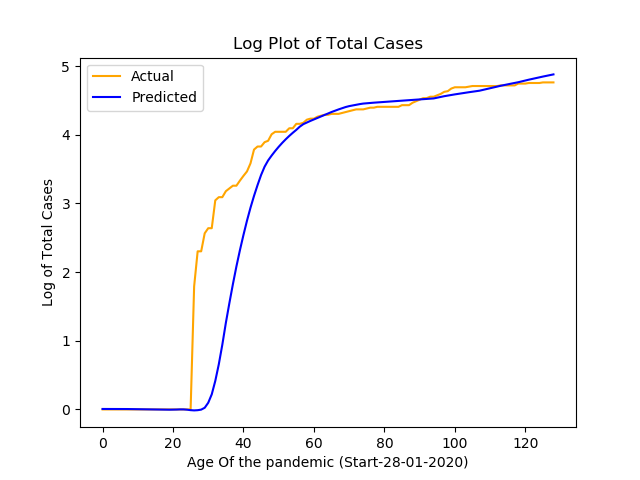 Log Plot of Total Cases
Actual
Predicted
Log of Total Cases
5
4
3
2
1
0
0 20 40 60 80 100 120
Age Of the pandemic (Start-28-01-2020)